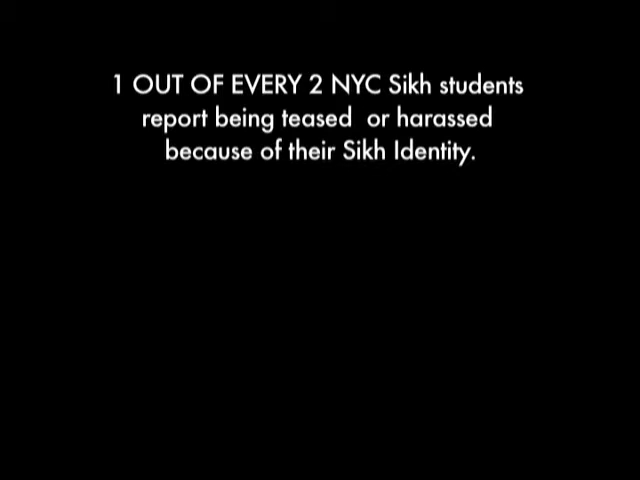 1 OUT OF EVERY 2 NYC Sikh students
report being teased  or harassed
because of their Sikh Identity.